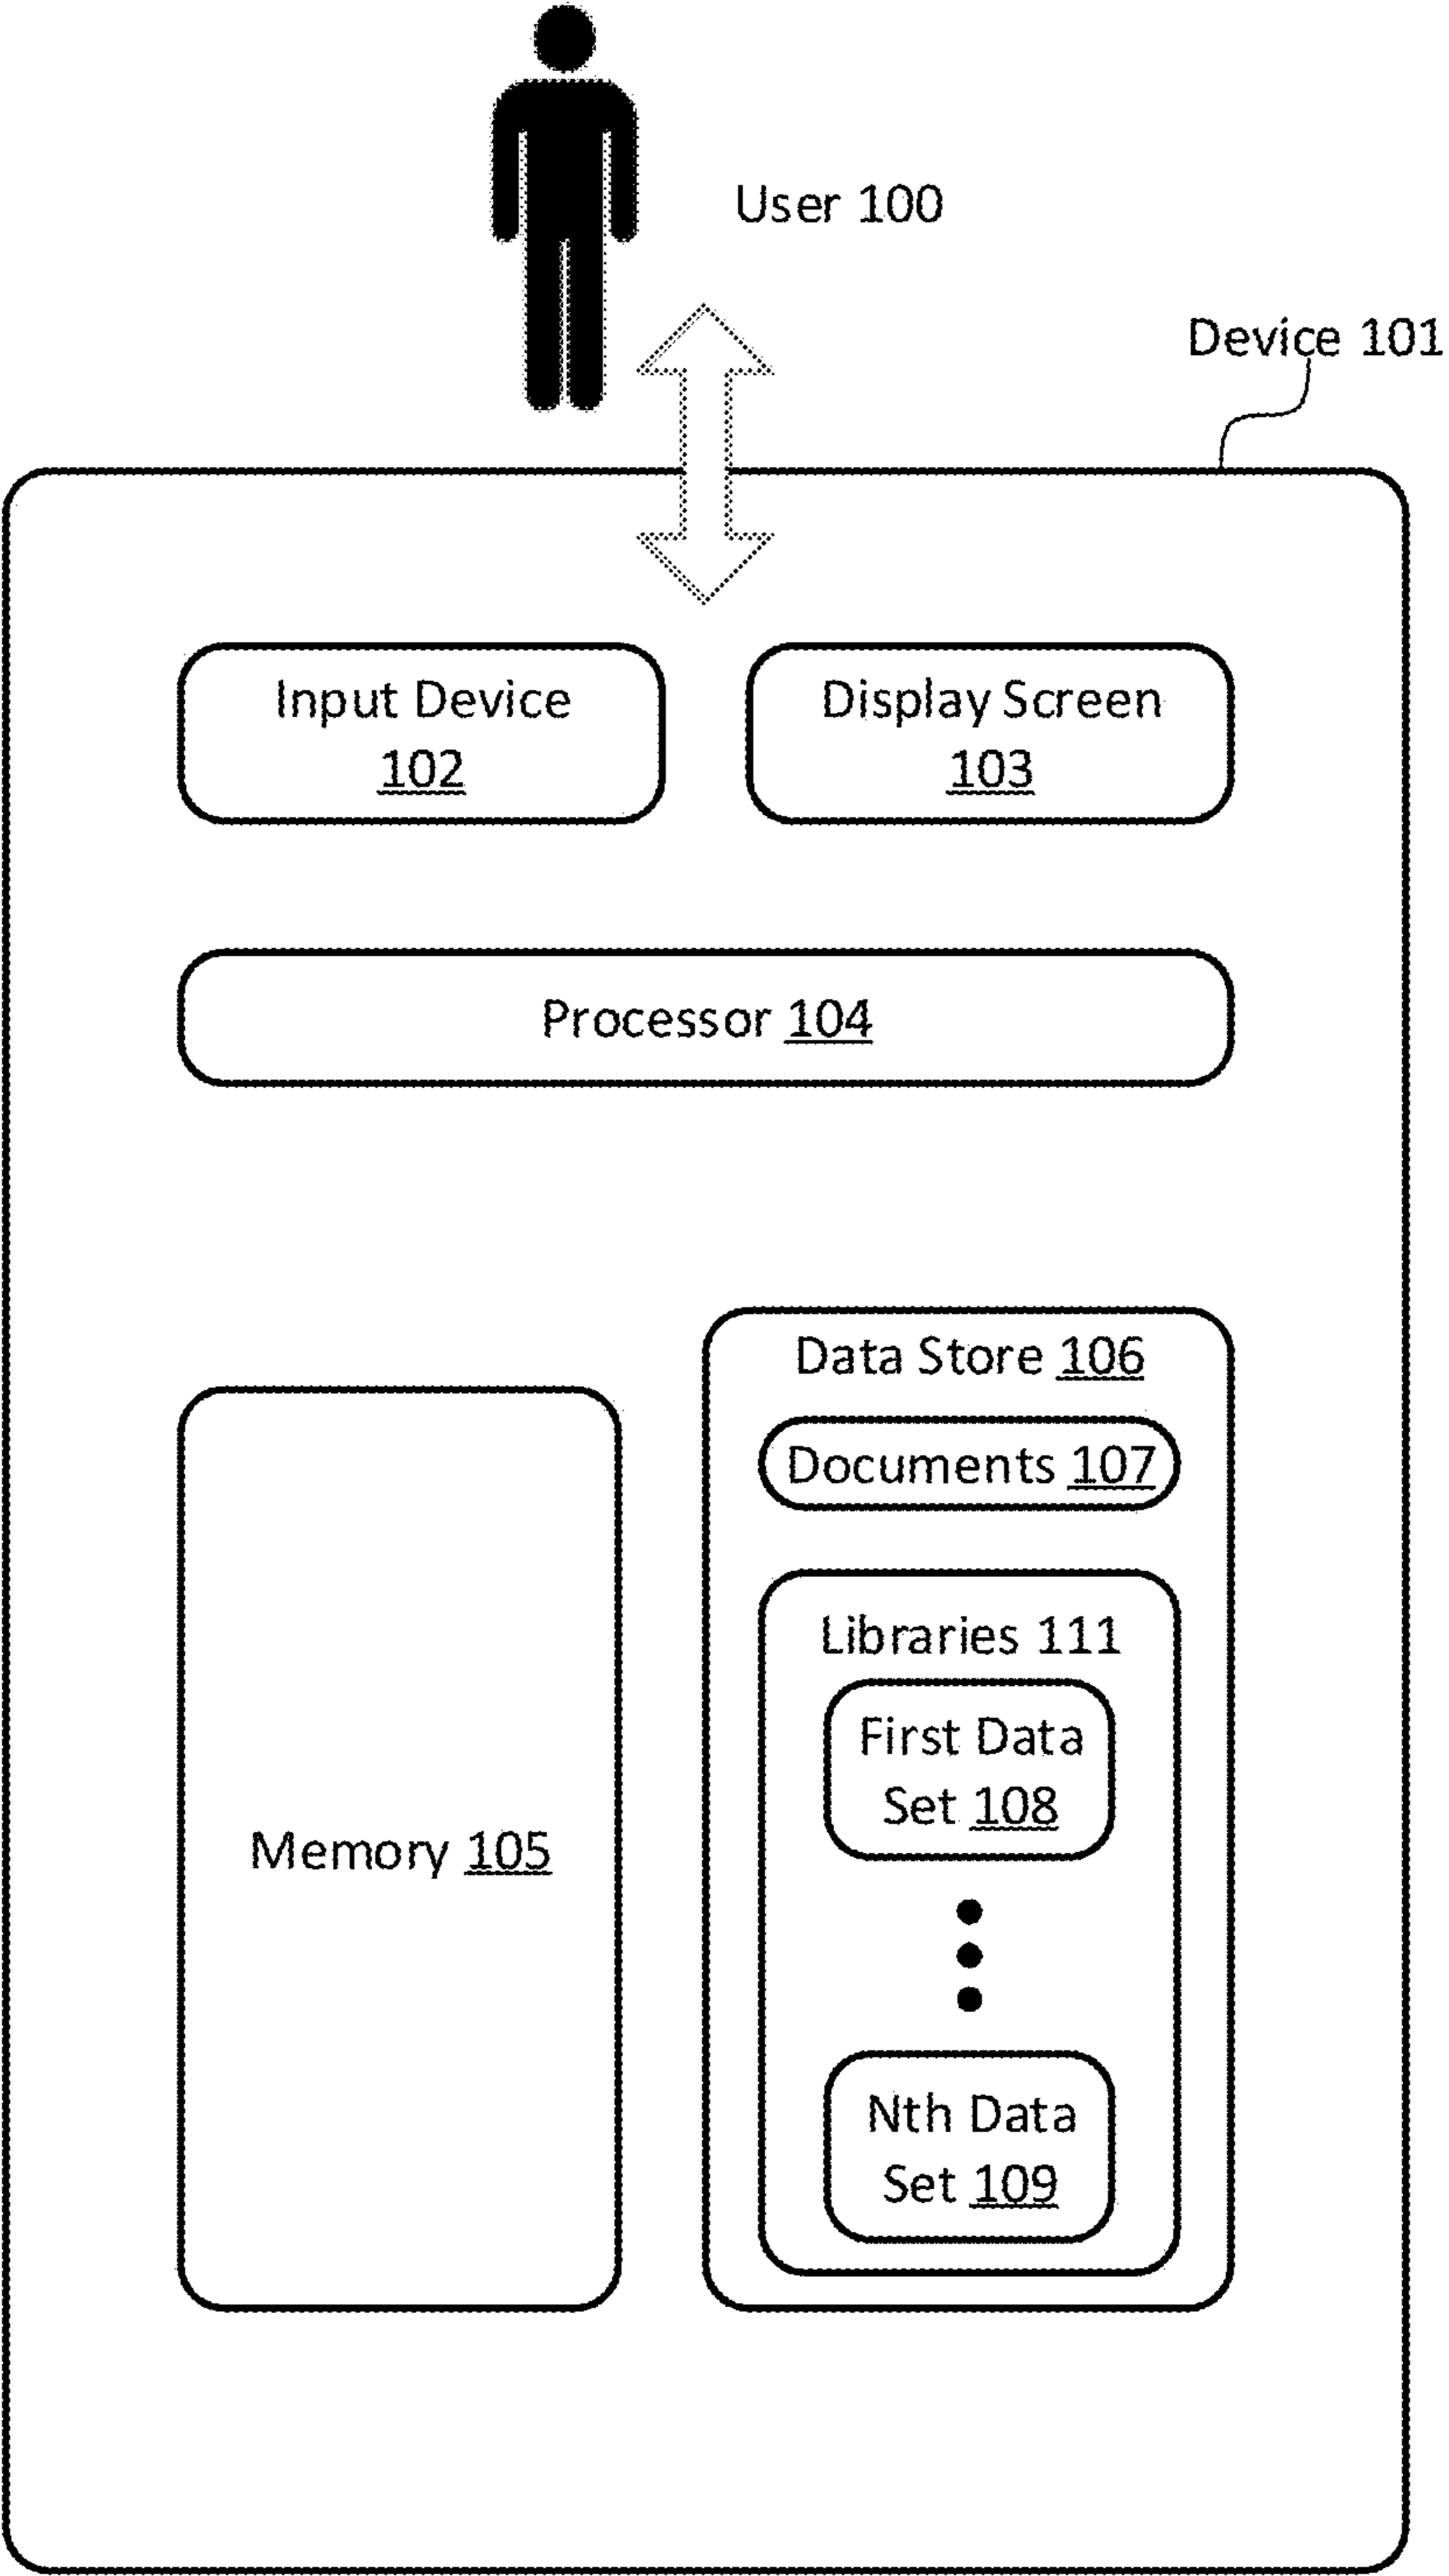 User 100
Device 101
Input Device
102
Display Screen
103
Processor 104
Data Store 106
Documents 107
Libraries 111
First Data
Set 108
Memory 105
Nth Data
Set 109